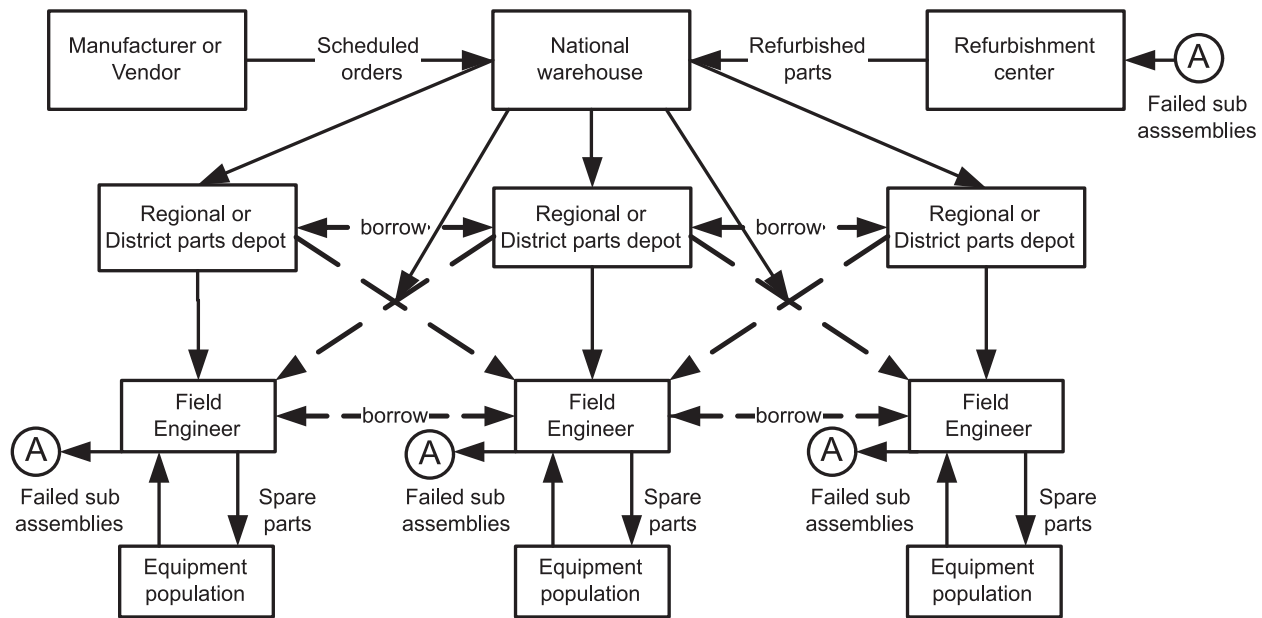 Manufacturer or
Vendor
Scheduled
orders
National
warehouse
Refurbished
parts
Refurbishment
center
A
Failed sub
asssemblies
Regional or
District parts depot
borrow
Regional or
District parts depot
borrow
Regional or
District parts depot
Field
Engineer
borrow
Field
Engineer
borrow
Field
Engineer
A
Failed sub
assemblies
Spare
parts
A
Failed sub
assemblies
Spare
parts
A
Failed sub
assemblies
Spare
parts
Equipment
population
Equipment
population
Equipment
population